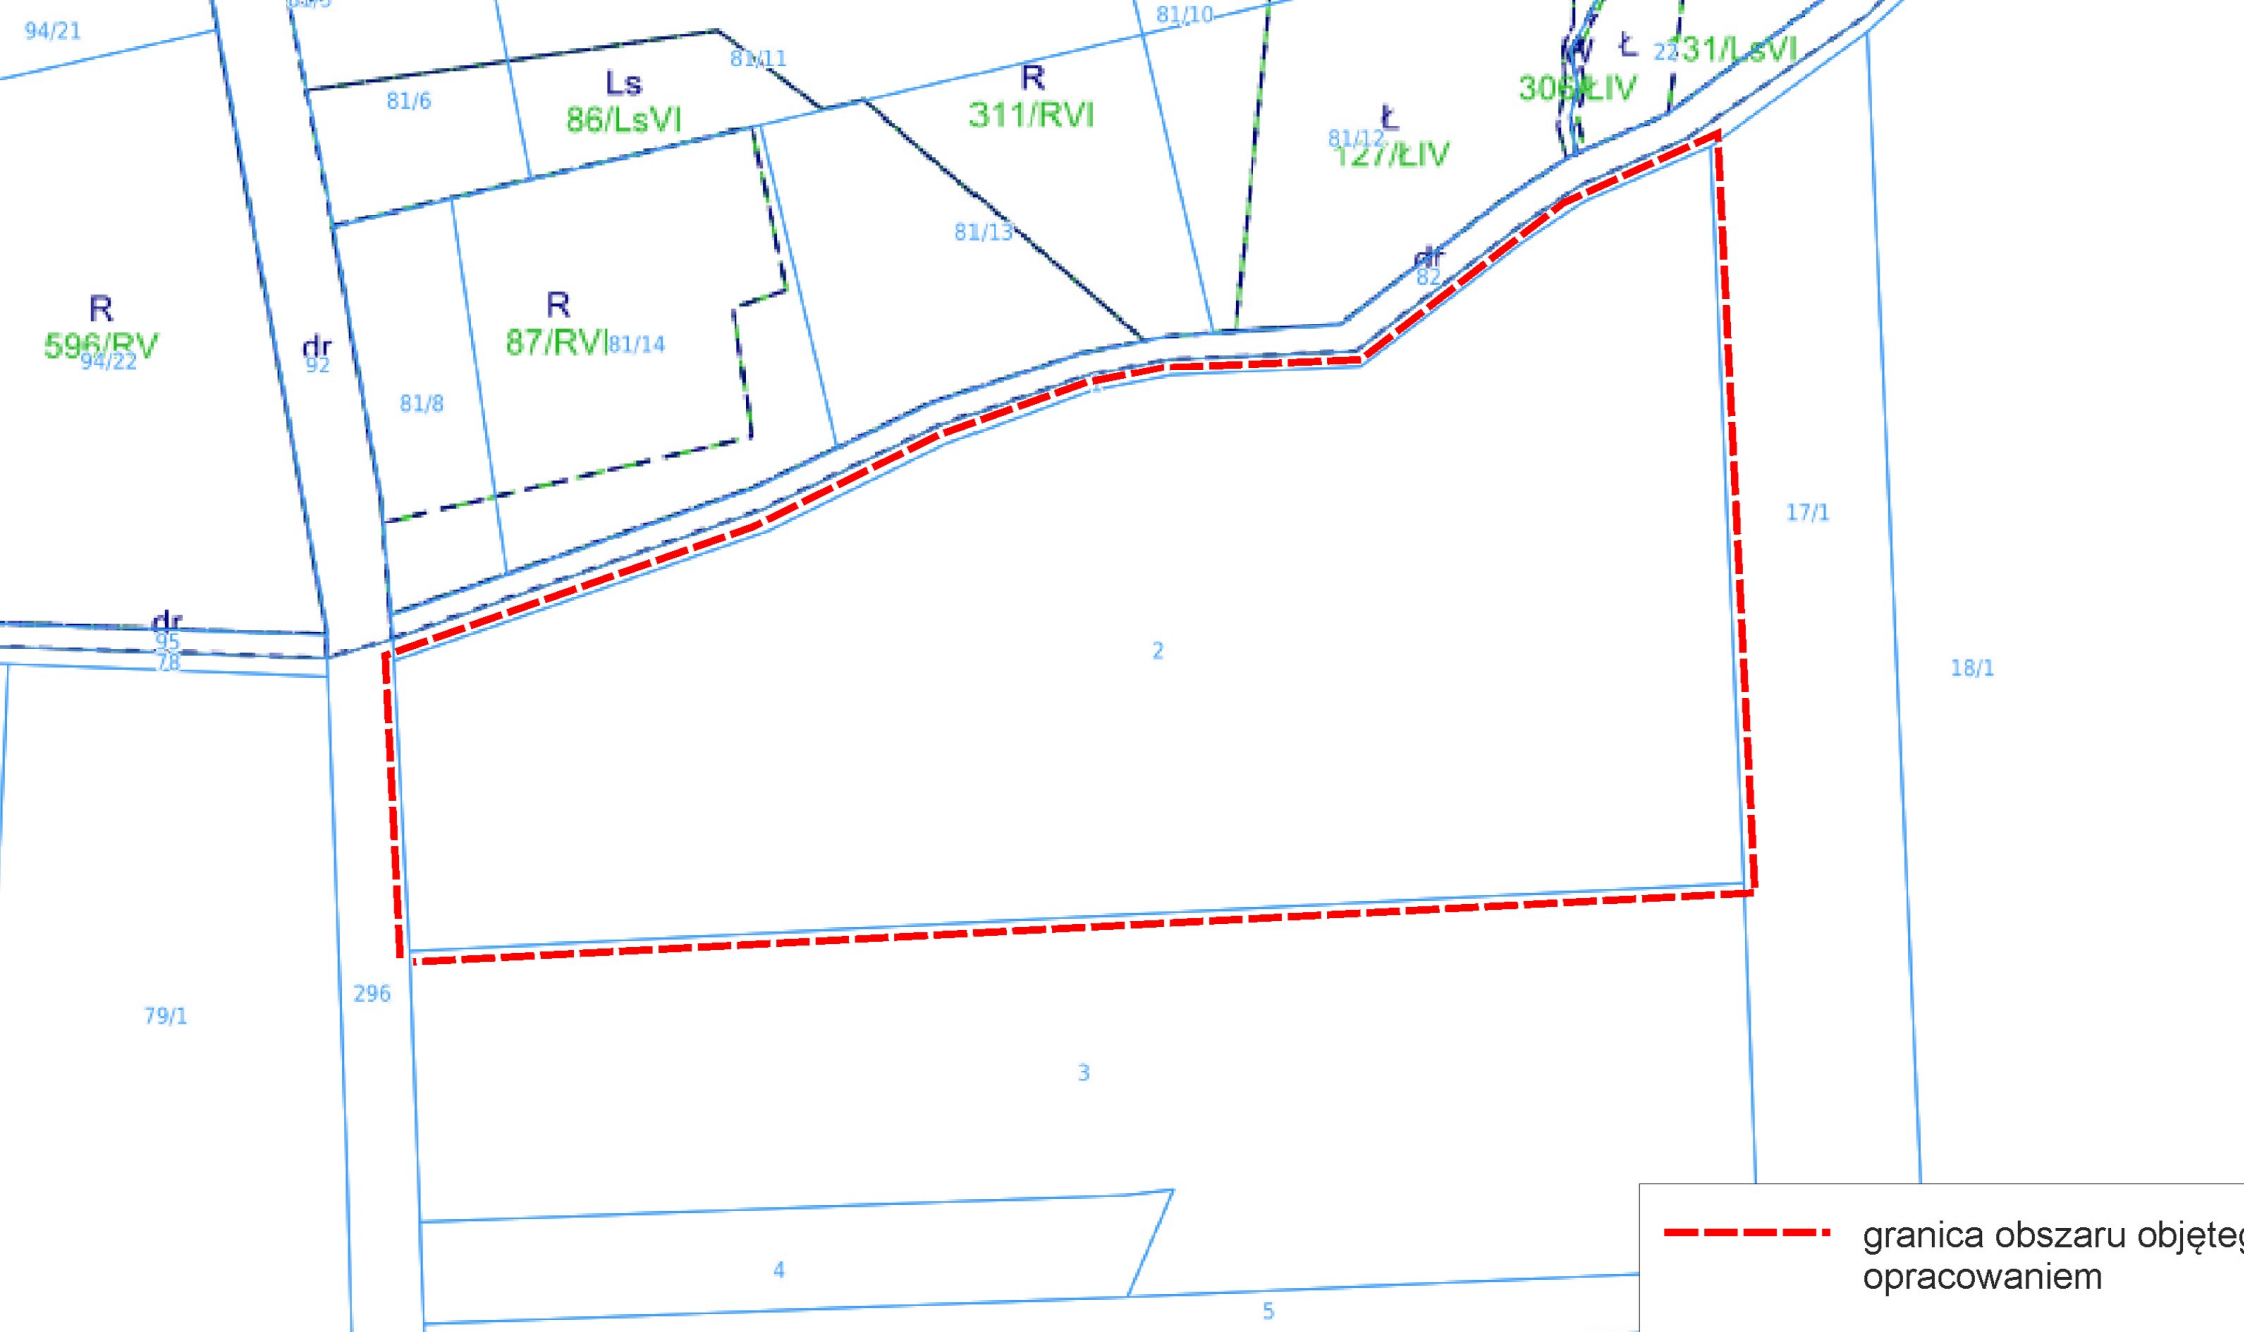 94/21
81/10
81/11
Ł
22
31/LsVI
Ls
R
81/6
306/ŁIV
86/LsVI
311/RVI
Ł
81/12
127/ŁIV
81/13
dr
82
R
R
596/RV
94/22
dr
92
87/RVI
81/14
1
81/8
17/1
dr
95
78
2
18/1
296
79/1
3
granica obszaru objęteg
opracowaniem
4
5